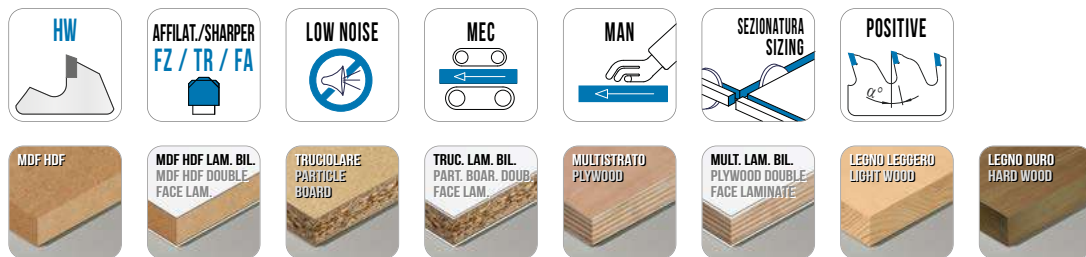 HW
AFFILAT./SHARPER
FZ / TR / FA
LOW NOISE
MEC
MAN
SEZIONATURA
SIZING
POSITIVE
α°
MDF HDF
MDF HDF LAM. BIL.
MDF HDF DOUBLE
FACE LAM.
TRUCIOLARE
PARTICLE
BOARD
TRUC. LAM. BIL.
PART. BOAR. DOUB.
FACE LAM.
MULTISTRATO
PLYWOOD
MULT. LAM. BIL.
PLYWOOD DOUBLE
FACE LAMINATE
LEGNO LEGGERO
LIGHT WOOD
LEGNO DURO
HARD WOOD